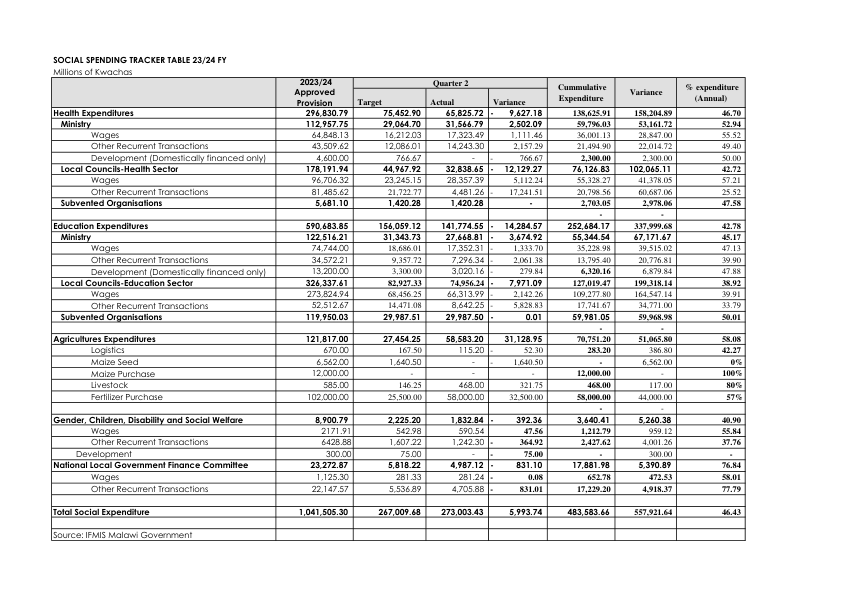 SOCIAL SPENDING TRACKER TABLE 23/24 FY
Millions of Kwachas
2023/24 Approved Provision Quarter 2 Cummulative Expenditure Variance % expenditure (Annual)
Target Actual Variance
Health Expenditures 296,830.79 75,452.90 65,825.72 - 9,627.18 138,625.91 158,204.89 46.70
Ministry 112,957.75 29,064.70 31,566.79 2,502.09 59,796.03 53,161.72 52.94
Wages 64,848.13 16,212.03 17,323.49 1,111.46 36,001.13 28,847.00 55.52
Other Recurrent Transactions 43,509.62 12,086.01 14,243.30 2,157.29 21,494.90 22,014.72 49.40
Development (Domestically financed only) 4,600.00 766.67 - - 766.67 2,300.00 2,300.00 50.00
Local Councils-Health Sector 178,191.94 44,967.92 32,838.65 - 12,129.27 76,126.83 102,065.11 42.72
Wages 96,706.32 23,245.15 28,357.39 5,112.24 55,328.27 41,378.05 57.21
Other Recurrent Transactions 81,485.62 21,722.77 4,481.26 - 17,241.51 20,798.56 60,687.06 25.52
Subvented Organisations 5,681.10 1,420.28 1,420.28 - 2,703.05 2,978.06 47.58
- -
Education Expenditures 590,683.85 156,059.12 141,774.55 - 14,284.57 252,684.17 337,999.68 42.78
Ministry 122,516.21 31,343.73 27,668.81 - 3,674.92 55,344.54 67,171.67 45.17
Wages 74,744.00 18,686.01 17,352.31 - 1,333.70 35,228.98 39,515.02 47.13
Other Recurrent Transactions 34,572.21 9,357.72 7,296.34 - 2,061.38 13,795.40 20,776.81 39.90
Development (Domestically financed only) 13,200.00 3,300.00 3,020.16 - 279.84 6,320.16 6,879.84 47.88
Local Councils-Education Sector 326,337.61 82,927.33 74,956.24 - 7,971.09 127,019.47 199,318.14 38.92
Wages 273,824.94 68,456.25 66,313.99 - 2,142.26 109,277.80 164,547.14 39.91
Other Recurrent Transactions 52,512.67 14,471.08 8,642.25 - 5,828.83 17,741.67 34,771.00 33.79
Subvented Organisations 119,950.03 29,987.51 29,987.50 - 0.01 59,981.05 59,968.98 50.01
- -
Agricultures Expenditures 121,817.00 27,454.25 58,583.20 31,128.95 70,751.20 51,065.80 58.08
Logistics 670.00 167.50 115.20 - 52.30 283.20 386.80 42.27
Maize Seed 6,562.00 1,640.50 - - 1,640.50 - 6,562.00 0%
Maize Purchase 12,000.00 - - - 12,000.00 - 100%
Livestock 585.00 146.25 468.00 321.75 468.00 117.00 80%
Fertilizer Purchase 102,000.00 25,500.00 58,000.00 32,500.00 58,000.00 44,000.00 57%
- -
Gender, Children, Disability and Social Welfare 8,900.79 2,225.20 1,832.84 - 392.36 3,640.41 5,260.38 40.90
Wages 2171.91 542.98 590.54 47.56 1,212.79 959.12 55.84
Other Recurrent Transactions 6428.88 1,607.22 1,242.30 - 364.92 2,427.62 4,001.26 37.76
Development 300.00 75.00 - - 75.00 - 300.00 -
National Local Government Finance Committee 23,272.87 5,818.22 4,987.12 - 831.10 17,881.98 5,390.89 76.84
Wages 1,125.30 281.33 281.24 - 0.08 652.78 472.53 58.01
Other Recurrent Transactions 22,147.57 5,536.89 4,705.88 - 831.01 17,229.20 4,918.37 77.79
Total Social Expenditure 1,041,505.30 267,009.68 273,003.43 5,993.74 483,583.66 557,921.64 46.43
Source: IFMIS Malawi Government